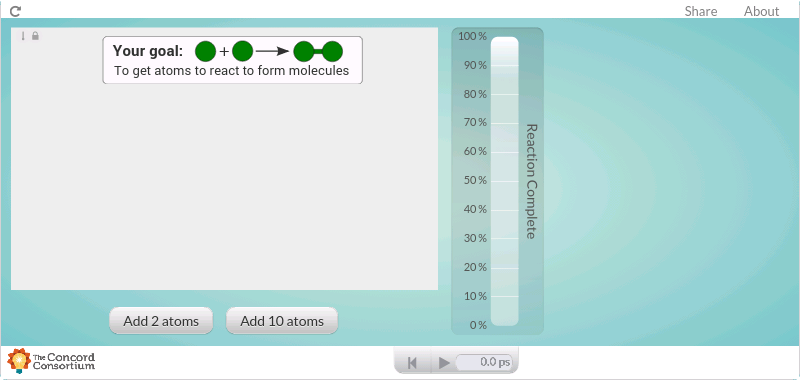 Share About
Your goal: +
To get atoms to react to form molecules
100 %
90 %
80 %
70 %
60 %
50 %
40 %
30 %
20 %
10 %
0 %
Reaction Complete
Add 2 atoms Add 10 atoms
The Concord
Consortium
0.0 ps